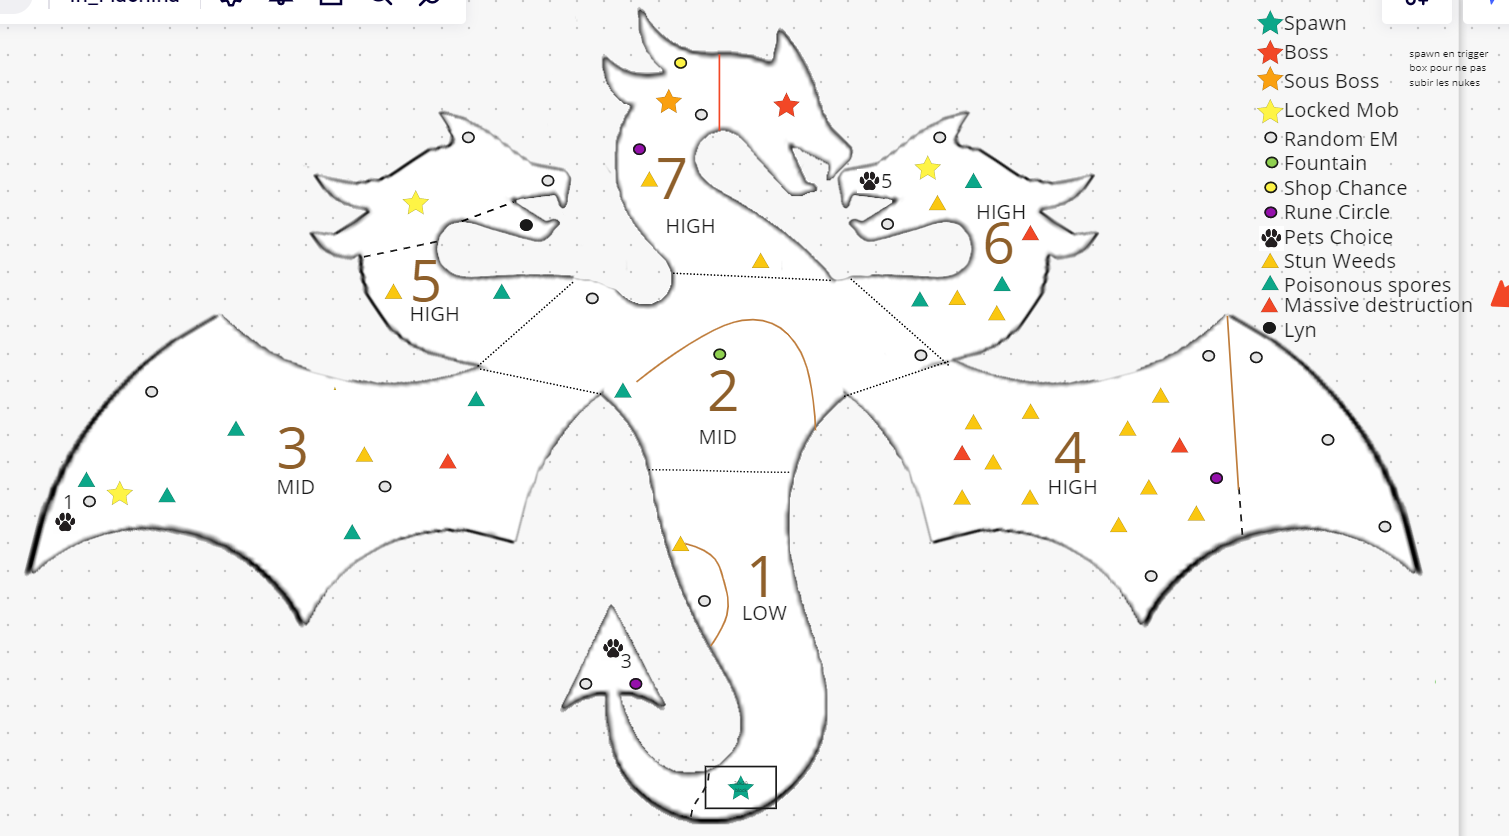 Spawn
Boss
Sous Boss
Locked Mob
Random EM
Fountain
Shop Chance
Rune Circle
Pets Choice
Stun Weeds
Poisonous spores
Massive destruction
Lyn
spawn en trigger
box pour ne pas
subir les nukes
7
HIGH
5
HIGH
6
5
HIGH
2
MID
3
MID
1
4
HIGH
1
LOW
3